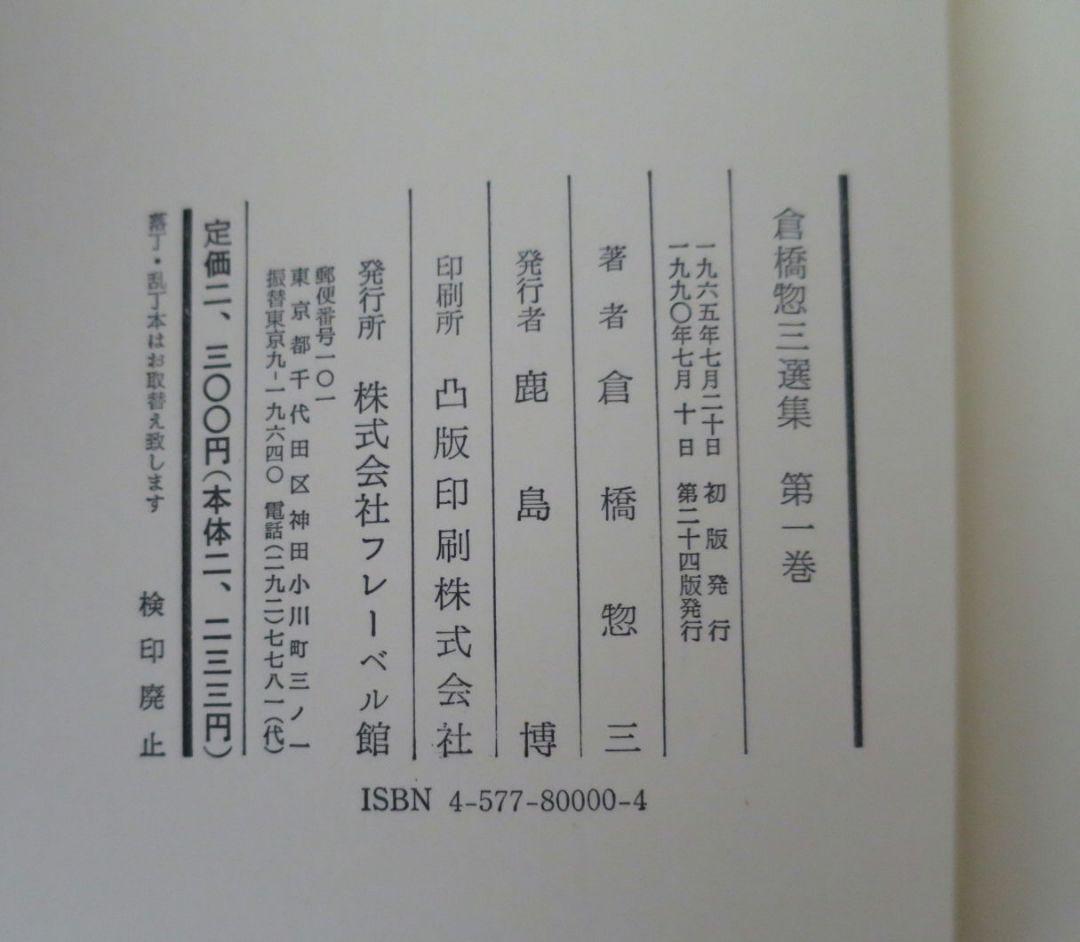 倉橋惣三選集　第一巻
一九六五年七月二十日　初版発行
一九九〇年七月十日　第二十四版発行
著者　倉橋惣三
発行者　鹿島博
印刷所　凸版印刷株式会社
発行所　株式会社フレーベル館
郵便番号一〇一
東京都千代田区神田小川町三ノ一
振替東京九-一九六四〇　電話(二九二)七七八一(代)
定価二、三〇〇円(本体二、二三三円)
落丁・乱丁本はお取替え致します　検印廃止
ISBN 4-577-80000-4